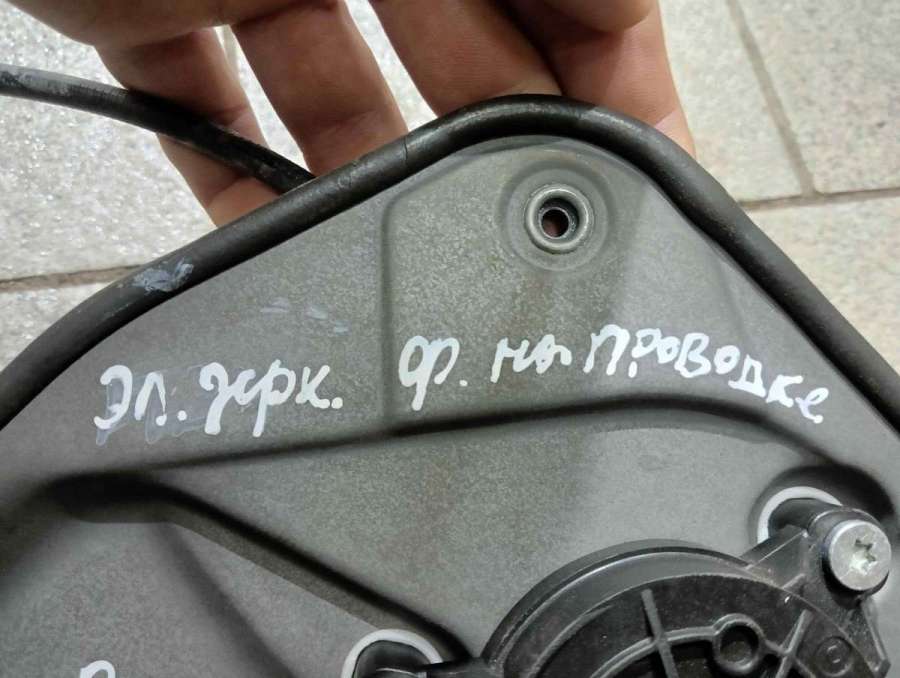 Эл. зерк. Ф. на проводке